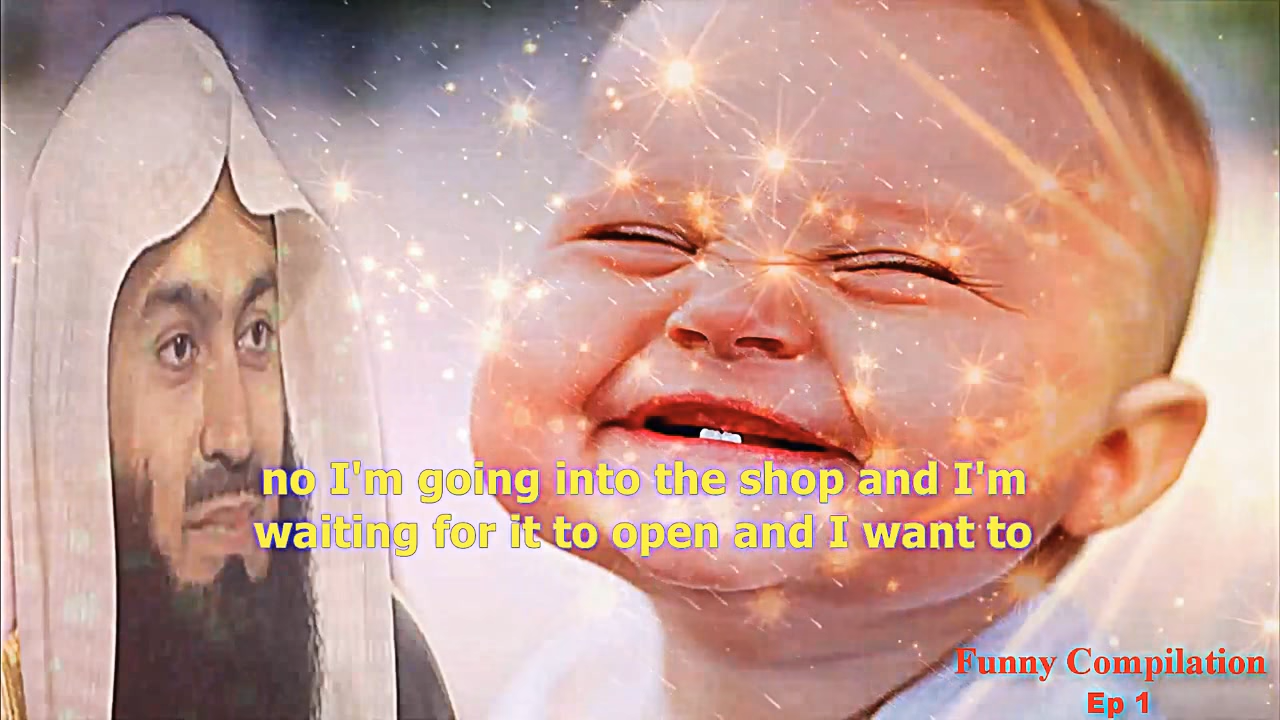 no I'm going into the shop and I'm
waiting for it to open and I want to
Funny Compilation
Ep 1